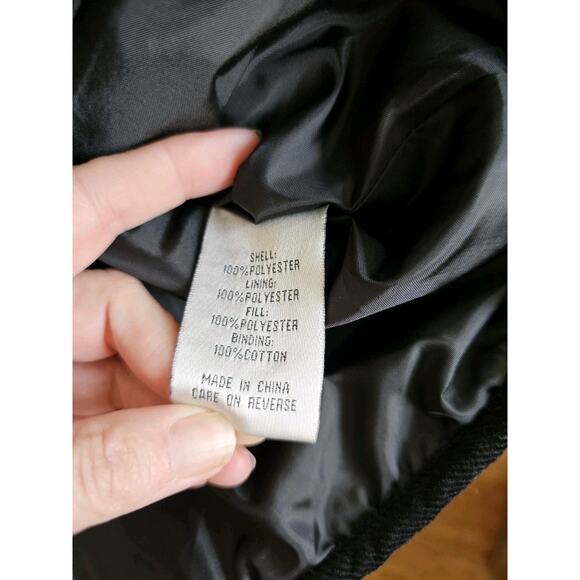 SHELL:
100%POLYESTER
LINING:
100%POLYESTER
FILL:
100%POLYESTER
BINDING:
100%COTTON
MADE IN CHINA
CARE ON REVERSE